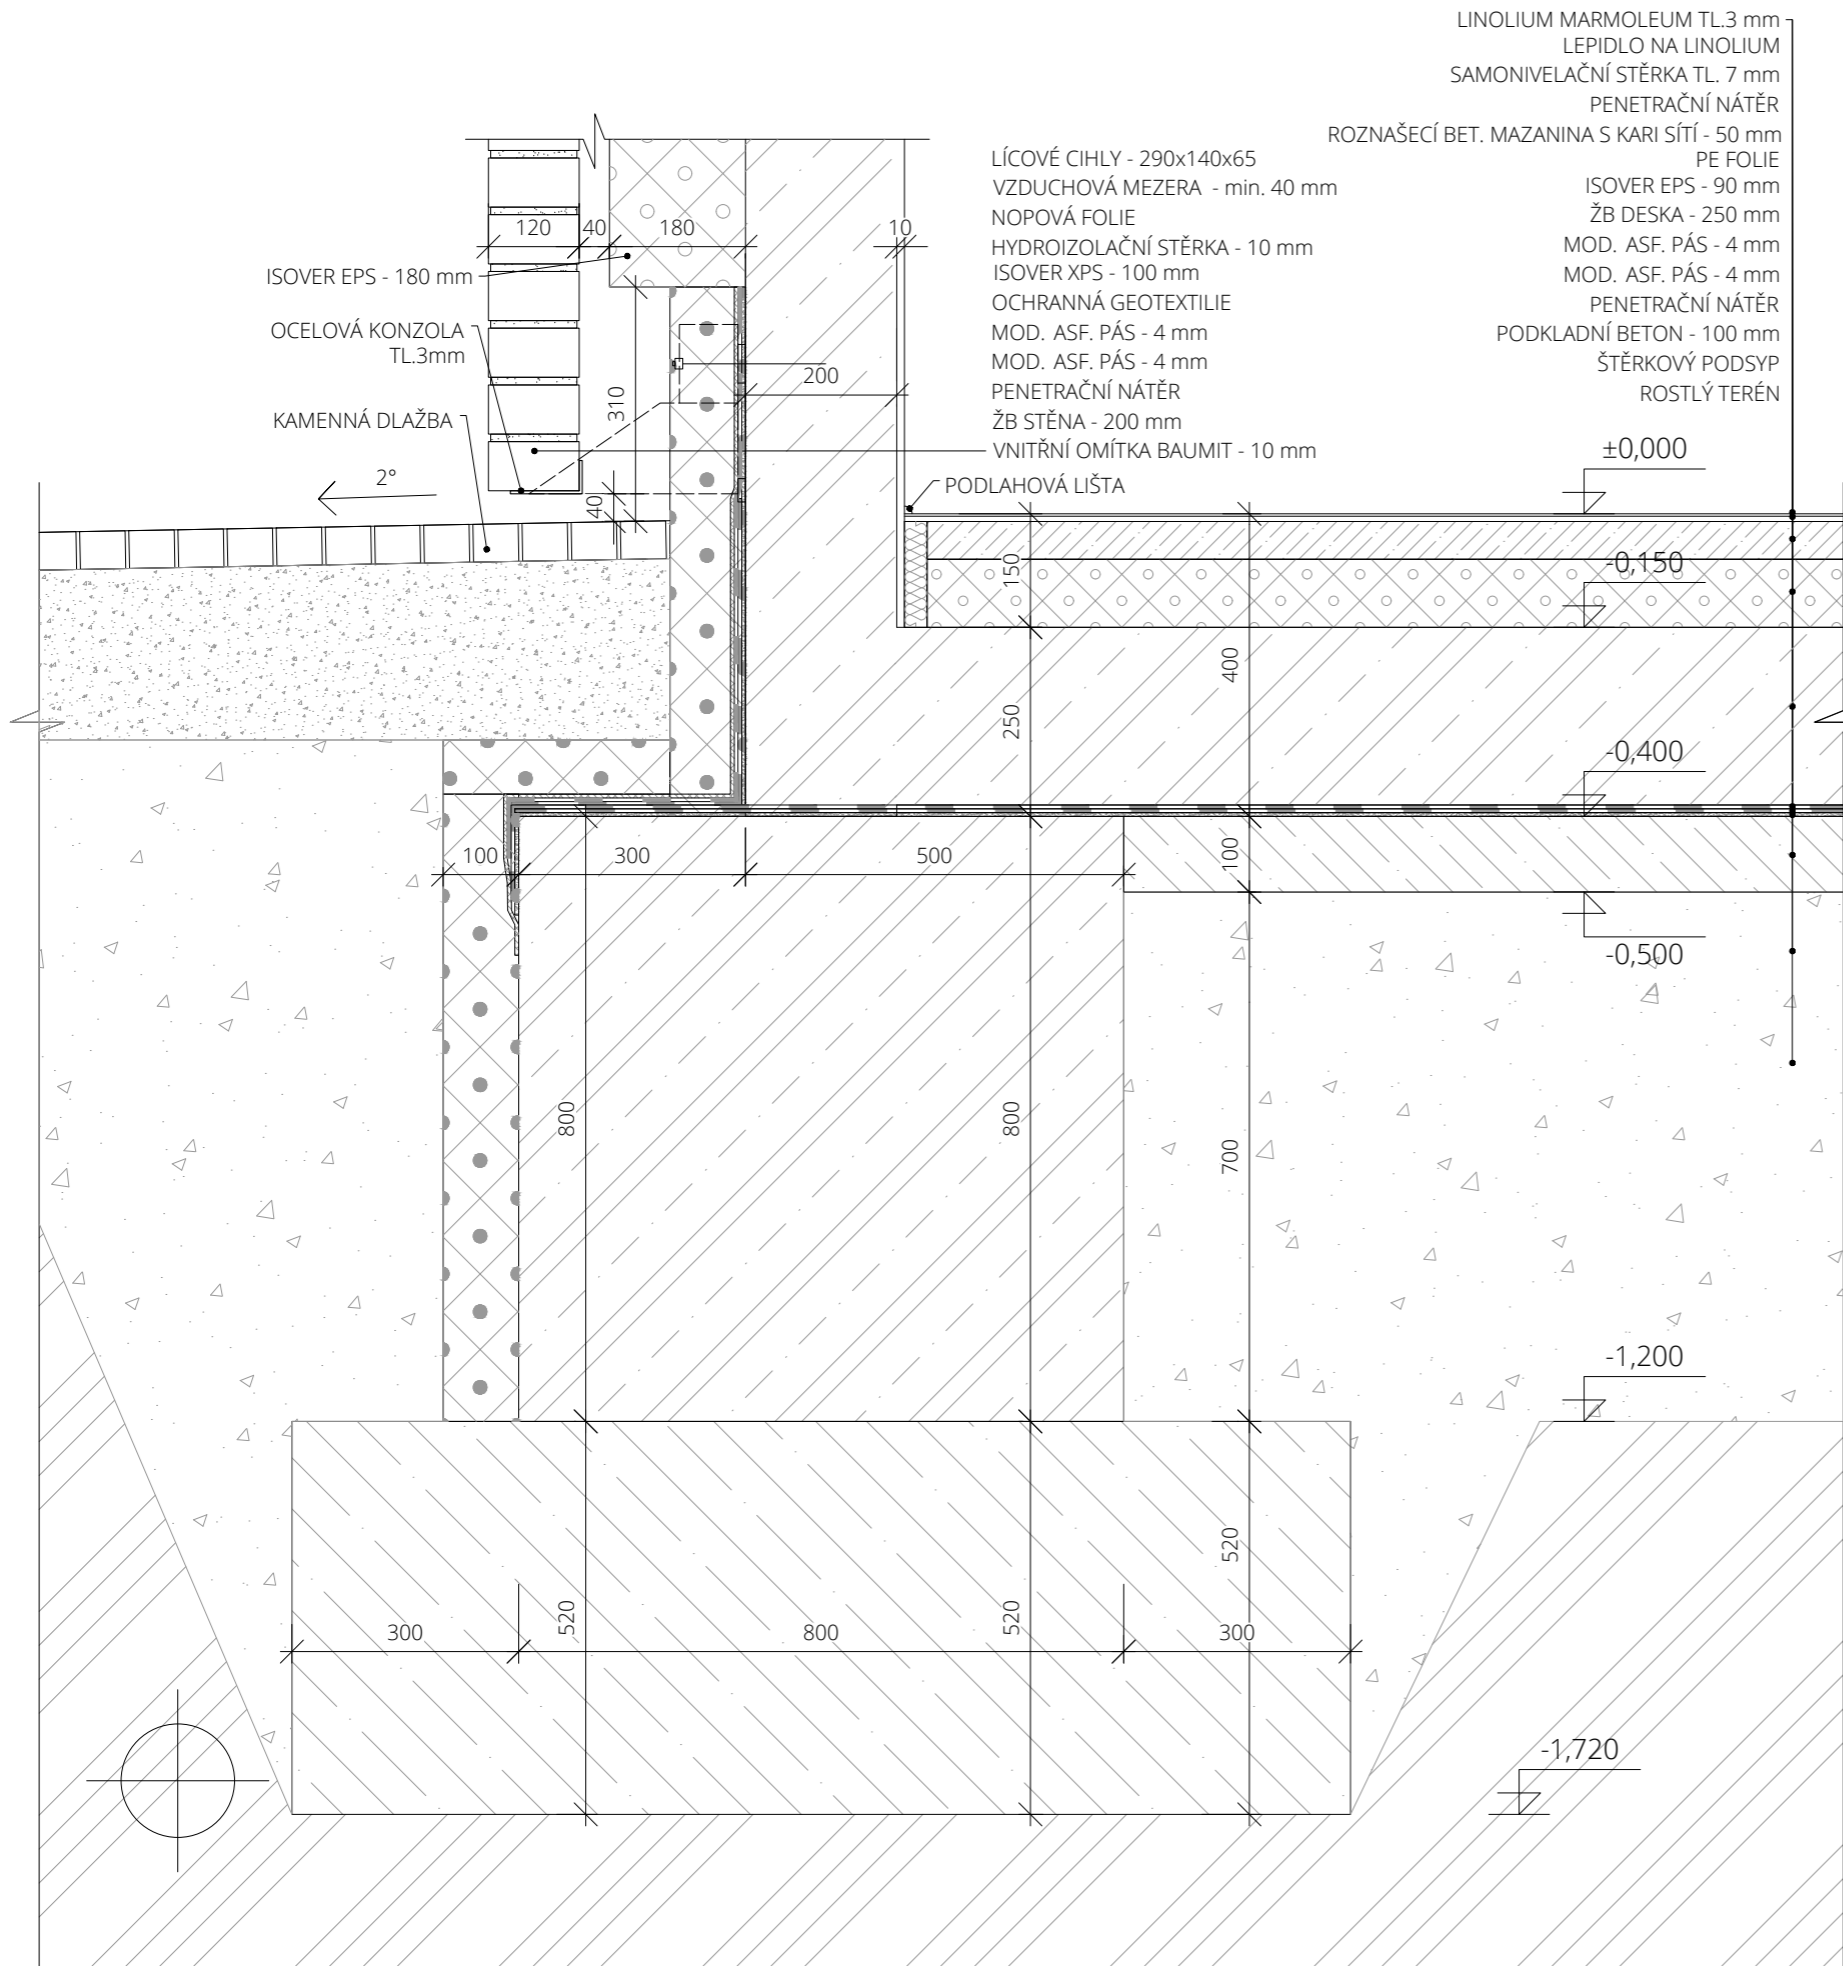 LINOLIUM MARMOLEUM TL.3 mm
LEPIDLO NA LINOLIUM
SAMONIVELAČNÍ STĚRKA TL. 7 mm
PENETRAČNÍ NÁTĚR
ROZNAŠECÍ BET. MAZANINA S KARI SÍTÍ - 50 mm
PE FOLIE
ISOVER EPS - 90 mm
ŽB DESKA - 250 mm
MOD. ASF. PÁS - 4 mm
MOD. ASF. PÁS - 4 mm
PENETRAČNÍ NÁTĚR
PODKLADNÍ BETON - 100 mm
ŠTĚRKOVÝ PODSYP
ROSTLÝ TERÉN
LÍCOVÉ CIHLY - 290x140x65
VZDUCHOVÁ MEZERA - min. 40 mm
NOPOVÁ FOLIE
HYDROIZOLAČNÍ STĚRKA - 10 mm
ISOVER XPS - 100 mm
OCHRANNÁ GEOTEXTILIE
MOD. ASF. PÁS - 4 mm
MOD. ASF. PÁS - 4 mm
PENETRAČNÍ NÁTĚR
ŽB STĚNA - 200 mm
VNITŘNÍ OMÍTKA BAUMIT - 10 mm
PODLAHOVÁ LIŠTA
120 40 180 10
ISOVER EPS - 180 mm
OCELOVÁ KONZOLA
TL.3mm
KAMENNÁ DLAŽBA
200
310
40
2°
±0,000
-0,150
150
400
250
-0,400
100 300 500
100
-0,500
800
800
700
-1,200
520
520
520
300 800 300
-1,720